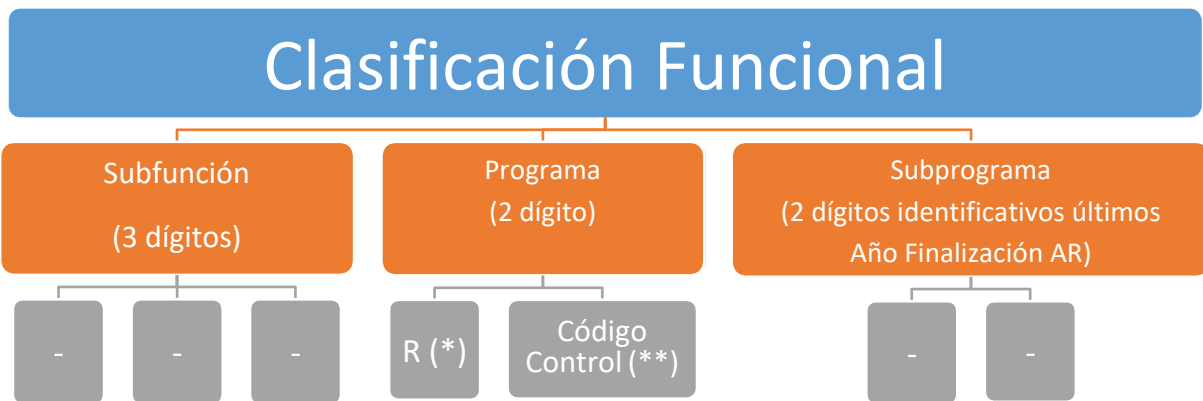 Clasificación Funcional
Subfunción
(3 dígitos)
Programa
(2 dígito)
Subprograma
(2 dígitos identificativos últimos
Año Finalización AR)
-
-
-
R (*)
Código
Control (**)
-
-